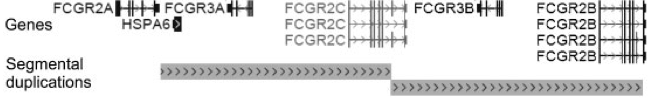 FCGR2A FCGR3A FCGR2C FCGR3B FCGR2B
Genes HSPA6 FCGR2C FCGR2B
FCGR2C FCGR2B
FCGR2B
Segmental
duplications